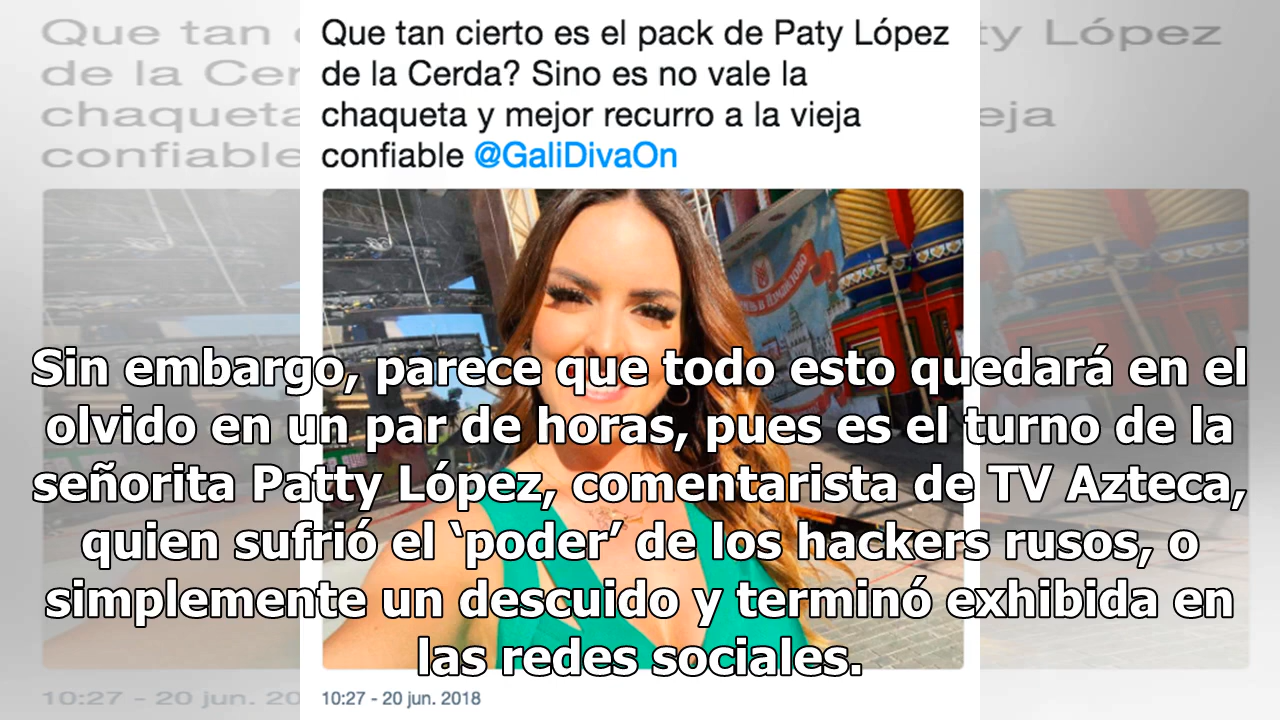 Que tan cierto es el pack de Paty López
de la Cerda? Sino es no vale la
chaqueta y mejor recurro a la vieja
confiable @GaliDivaOn
Sin embargo, parece que todo esto quedará en el
olvido en un par de horas, pues es el turno de la
señorita Patty López, comentarista de TV Azteca,
quien sufrió el ‘poder’ de los hackers rusos, o
simplemente un descuido y terminó exhibida en
las redes sociales.
10:27 - 20 jun. 2018